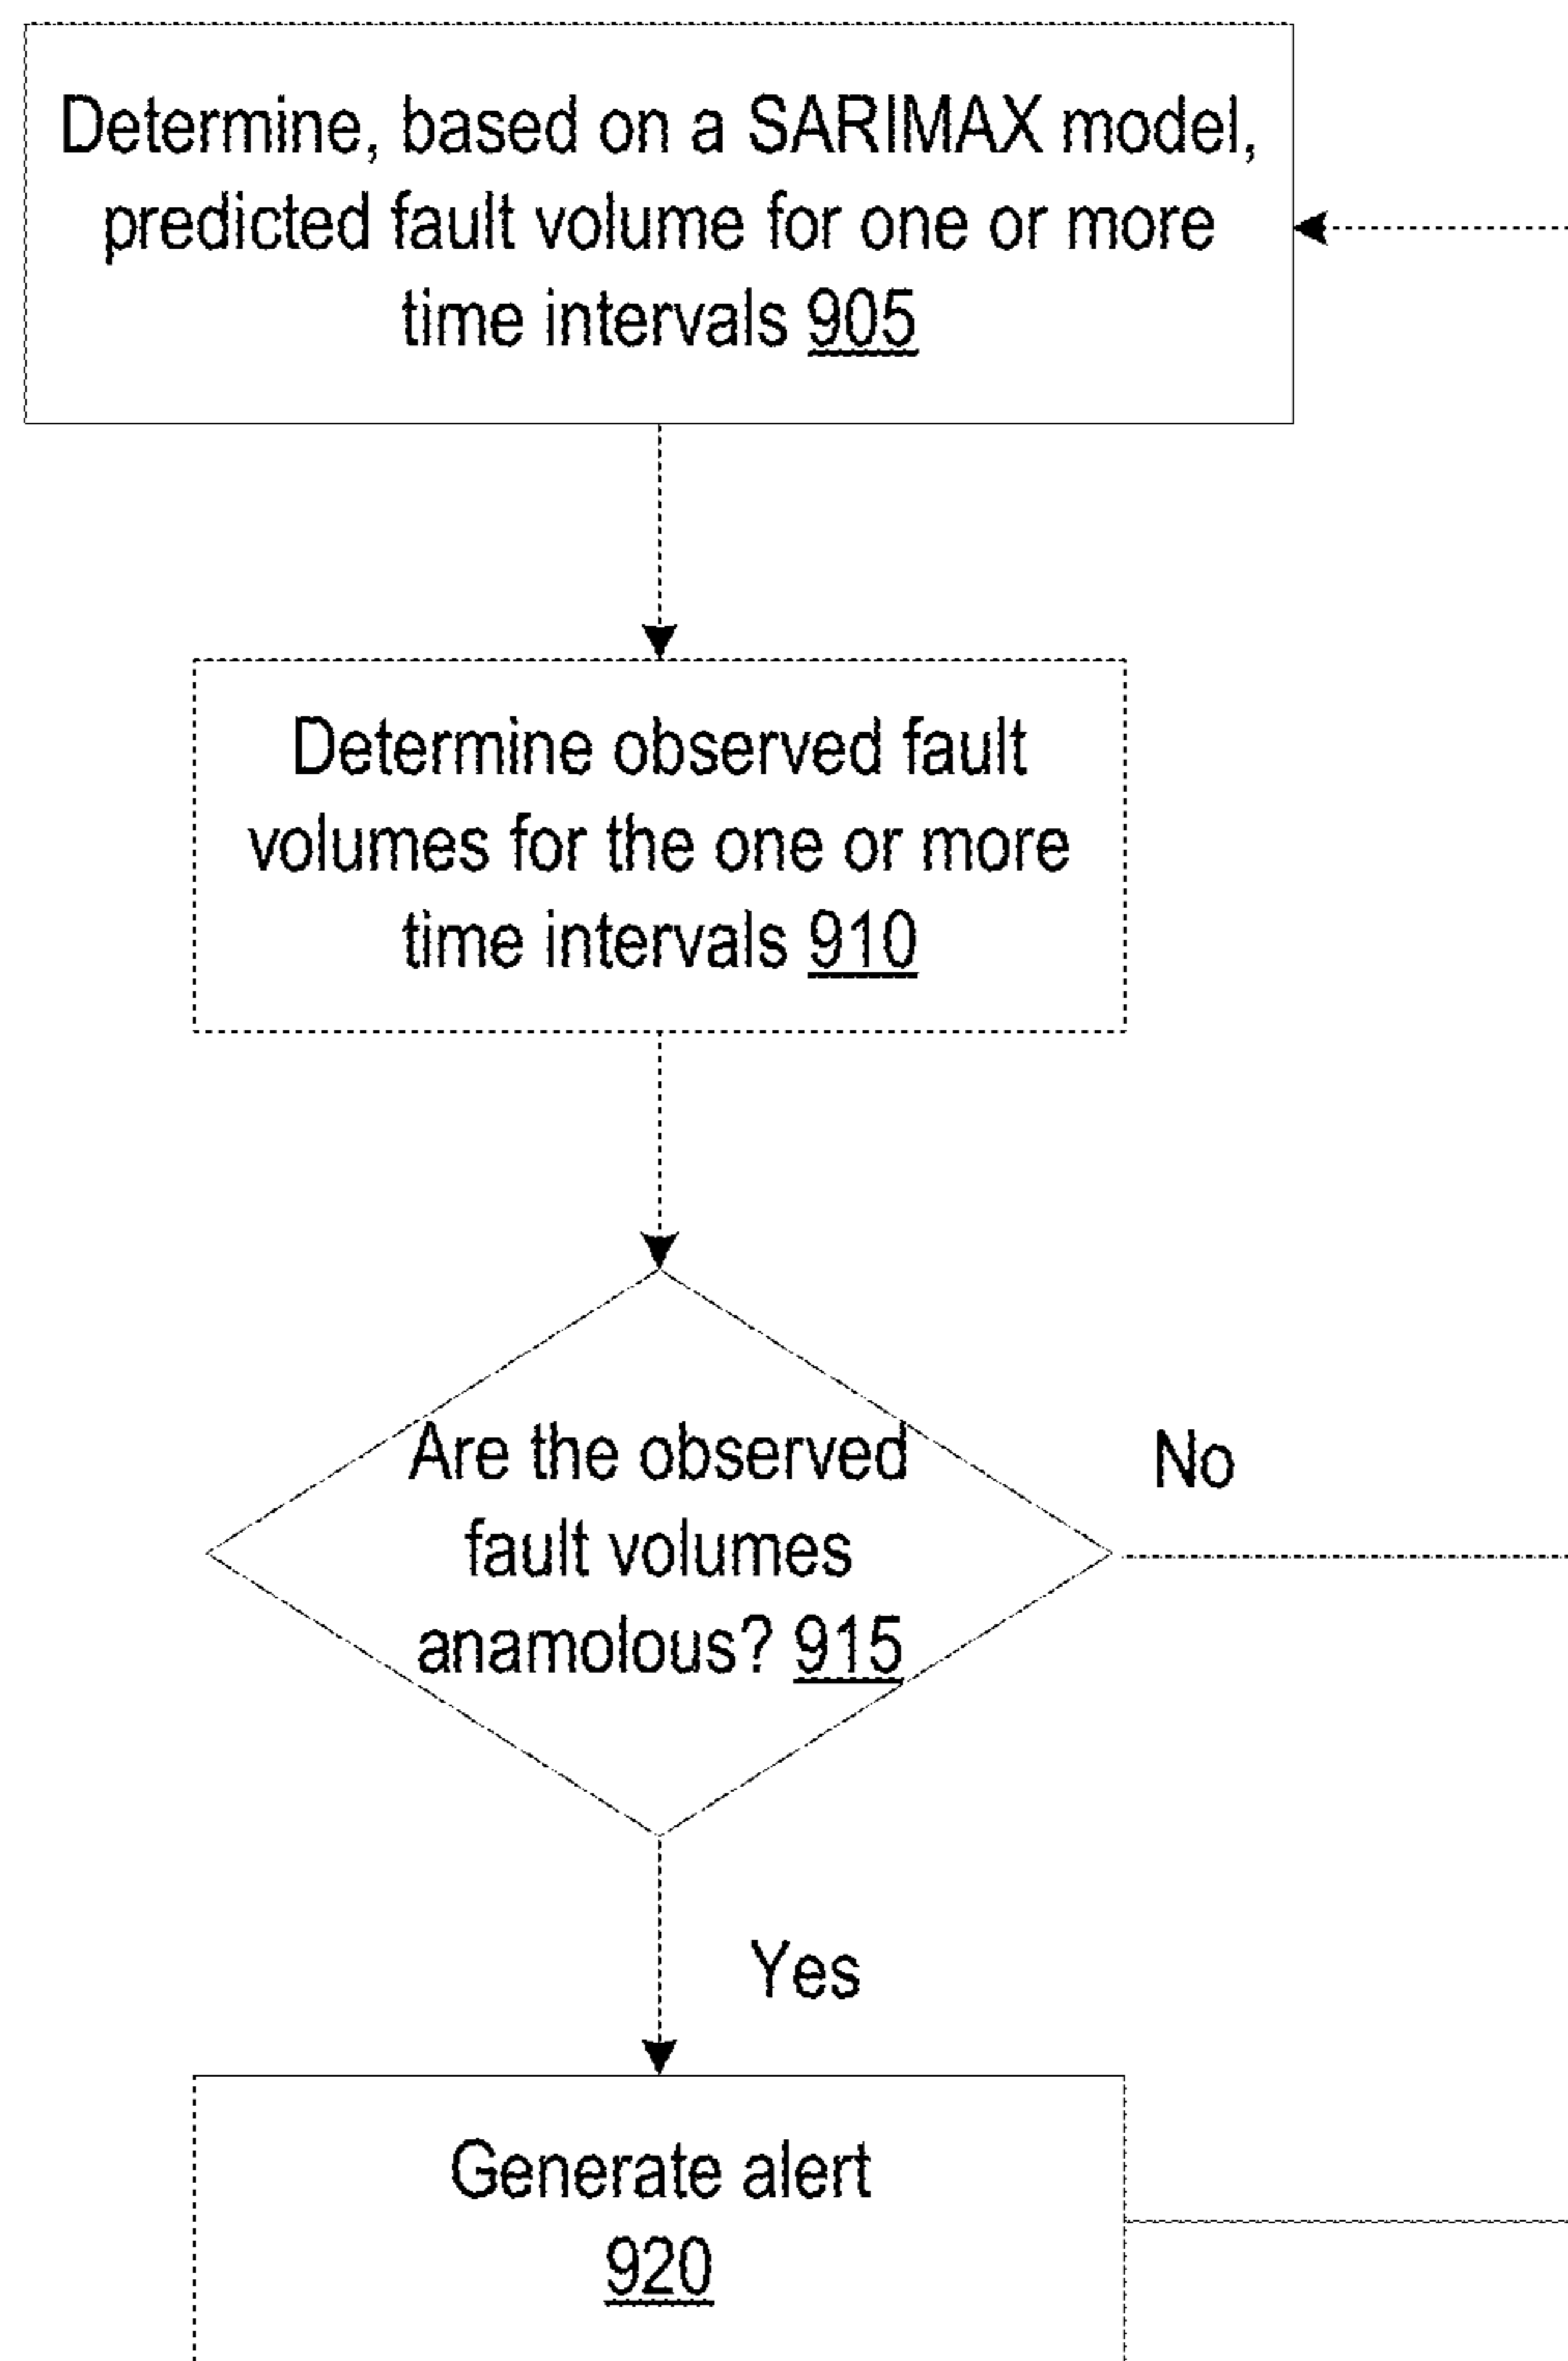 Determine, based on a SARIMAX model,
predicted fault volume for one or more
time intervals 905
Determine observed fault
volumes for the one or more
time intervals 910
Are the observed
fault volumes
anamolous? 915
No
Yes
Generate alert
920